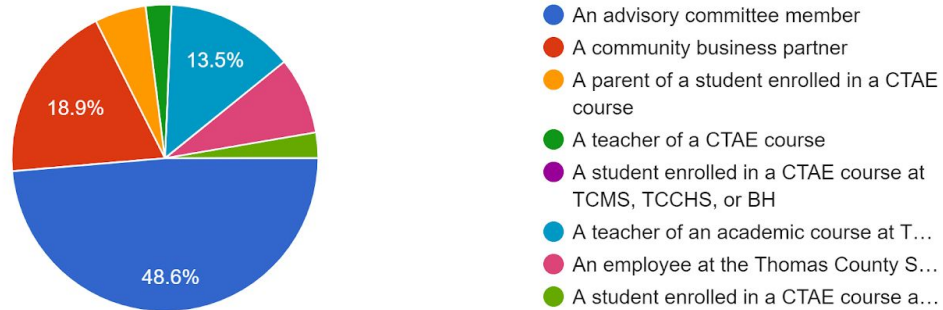 13.5%
18.9%
48.6%
An advisory committee member
A community business partner
A parent of a student enrolled in a CTAE
course
A teacher of a CTAE course
A student enrolled in a CTAE course at
TCMS, TCCHS, or BH
A teacher of an academic course at T...
An employee at the Thomas County S...
A student enrolled in a CTAE course a...